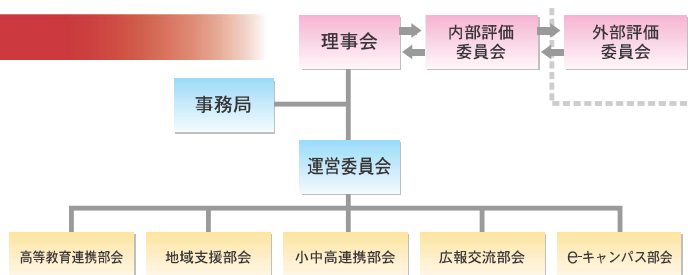 理事会
内部評価
委員会
外部評価
委員会
事務局
運営委員会
高等教育連携部会
地域支援部会
小中高連携部会
広報交流部会
e-キャンパス部会